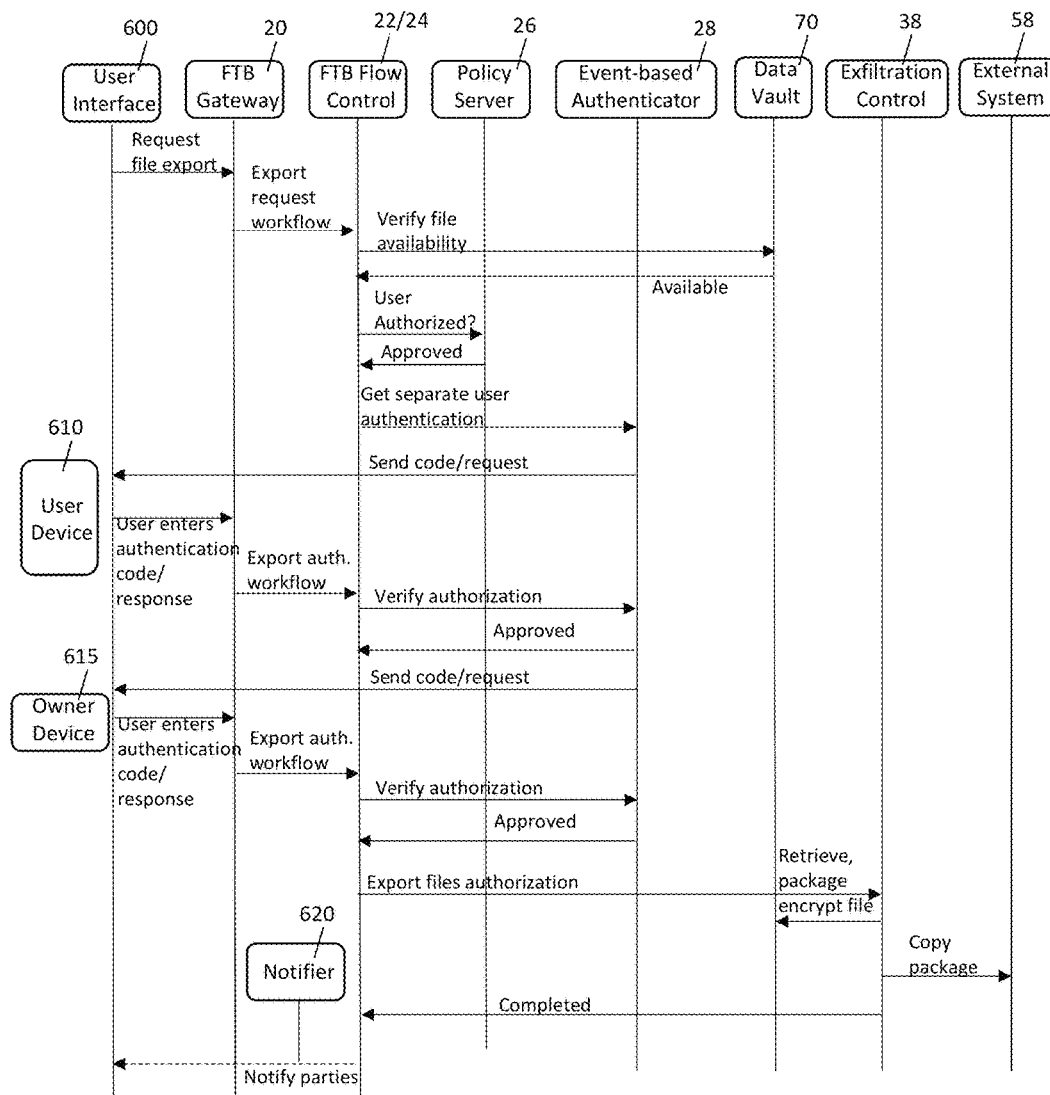 600
20
22/24
26
28
70
38
58
User
Interface
FTB
Gateway
FTB Flow
Control
Policy
Server
Event-based
Authenticator
Data
Vault
Exfiltration
Control
External
System
Request
file export
Export
request
workflow
Verify file
availability
Available
User
Authorized?
Approved
Get separate user
authentication
610
Send code/request
User
Device
User enters
authentication
code/
response
Export auth.
workflow
Verify authorization
Approved
615
Send code/request
Owner
Device
User enters
authentication
code/
response
Export auth.
workflow
Verify authorization
Approved
Retrieve,
package
encrypt file
Export files authorization
620
Notifier
Copy
package
Completed
Notify parties